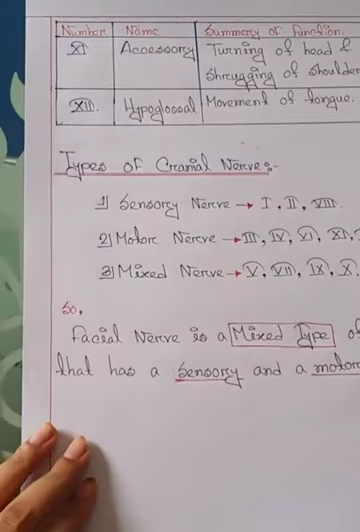 Number Name Summary of Function.
XI Accessory Turning of head &
Shrugging of shoulder
XII. Hypoglossal Movement of tongue.
Types of Cranial Nerve:-
1) Sensory Nerve → I, II, VIII
2) Motor Nerve → III, IV, VI, XI,
3) Mixed Nerve → V, VII, IX, X.
So,
Facial Nerve is a Mixed Type of
that has a sensory and a motor